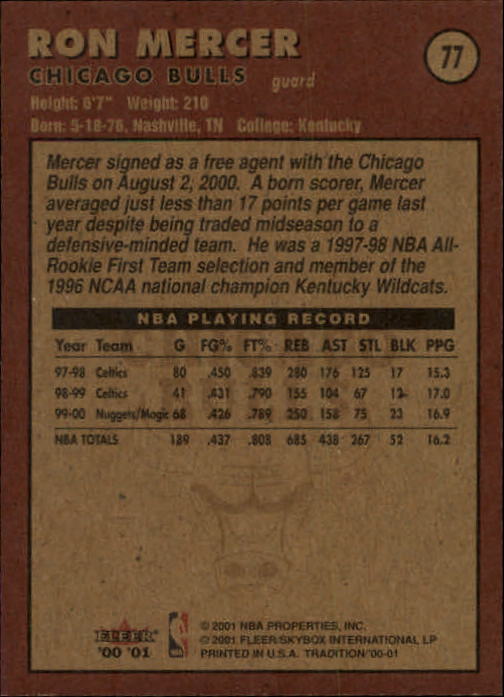 RON MERCER
77
CHICAGO BULLS guard
Height: 6'7" Weight: 210
Born: 5-18-76, Nashville, TN College: Kentucky
Mercer signed as a free agent with the Chicago
Bulls on August 2, 2000. A born scorer, Mercer
averaged just less than 17 points per game last
year despite being traded midseason to a
defensive-minded team. He was a 1997-98 NBA All-
Rookie First Team selection and member of the
1996 NCAA national champion Kentucky Wildcats.
NBA PLAYING RECORD
Year Team G FG% FT% REB AST STL BLK PPG
97-98 Celtics 80 .450 .839 280 176 125 17 15.3
98-99 Celtics 41 .431 .790 155 104 67 12 17.0
99-00 Nuggets/Magic 68 .426 .789 250 158 75 23 16.9
NBA TOTALS 189 .437 .808 685 438 267 52 16.2
FLEER
'00 '01
© 2001 NBA PROPERTIES, INC.
© 2001 FLEER/SKYBOX INTERNATIONAL LP
PRINTED IN U.S.A. TRADITION/'00-01